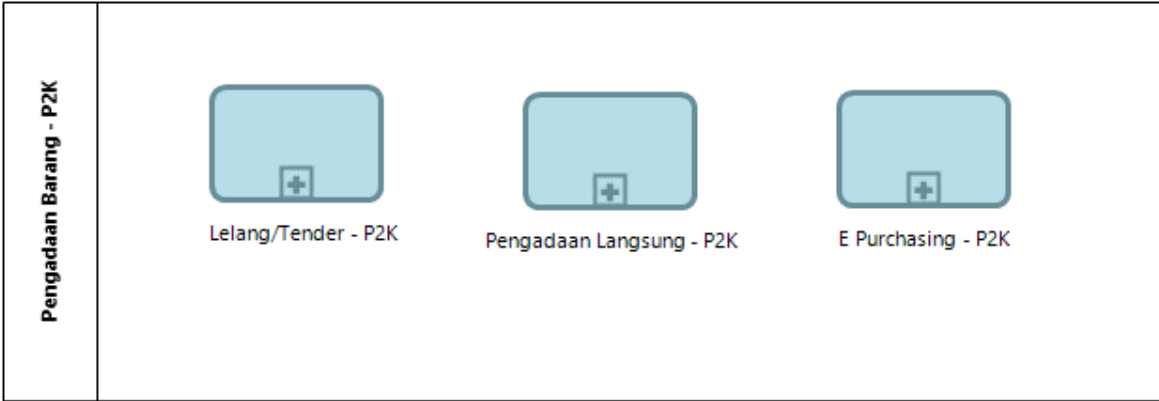 Pengadaan Barang - P2K
Lelang/Tender - P2K
Pengadaan Langsung - P2K
E Purchasing - P2K